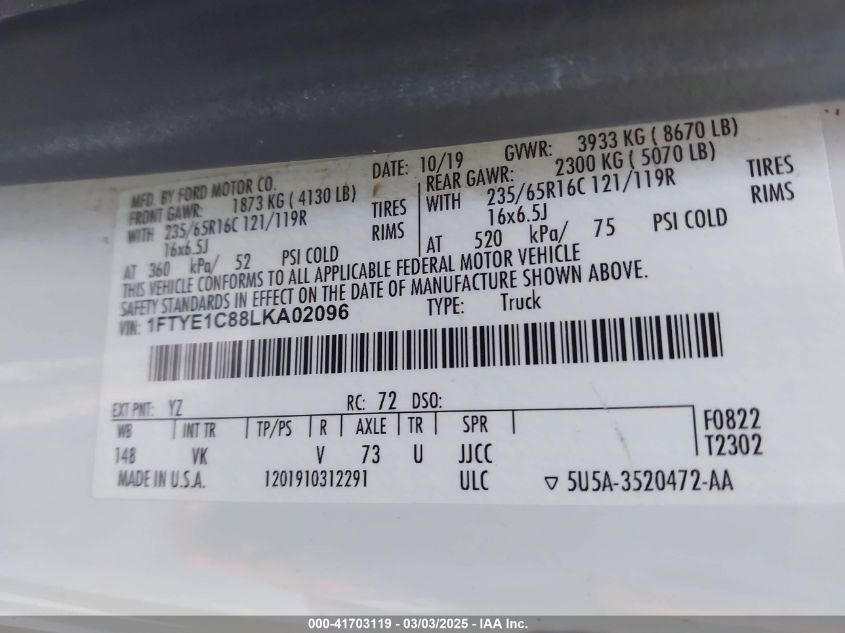 MFD. BY FORD MOTOR CO.
DATE: 10/19 GVWR: 3933 KG ( 8670 LB)
FRONT GAWR: 1873 KG ( 4130 LB)
REAR GAWR: 2300 KG ( 5070 LB)
WITH 235/65R16C 121/119R TIRES
WITH 235/65R16C 121/119R TIRES
16x6.5J RIMS
16x6.5J RIMS
AT 360 kPa/ 52 PSI COLD
AT 520 kPa/ 75 PSI COLD
THIS VEHICLE CONFORMS TO ALL APPLICABLE FEDERAL MOTOR VEHICLE
SAFETY STANDARDS IN EFFECT ON THE DATE OF MANUFACTURE SHOWN ABOVE.
VIN: 1FTYE1C88LKA02096 TYPE: Truck
EXT PNT: YZ RC: 72 DSO:
WB INT TR TP/PS R AXLE TR SPR F0822
148 VK V 73 U JJCC T2302
MADE IN U.S.A. 1201910312291 ULC ▽ 5U5A-3520472-AA
000-41703119 - 03/03/2025 - IAA Inc.